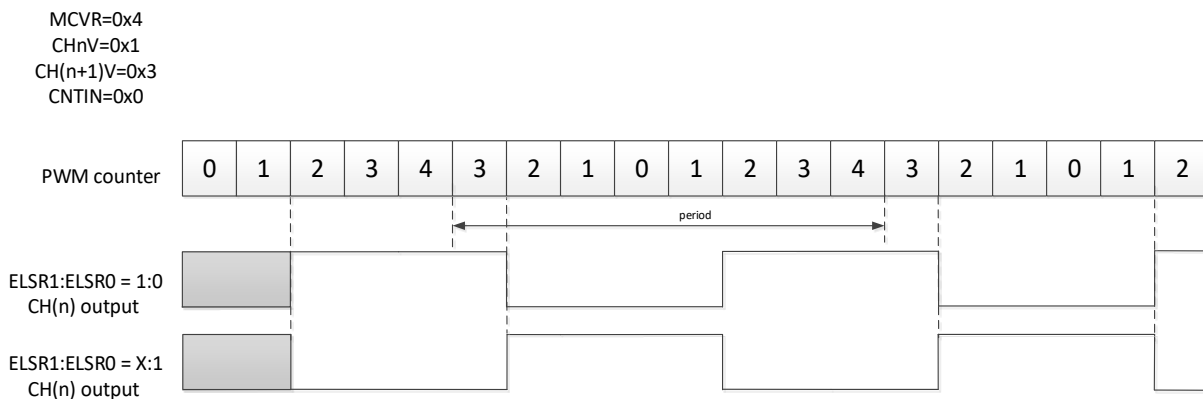 MCVR=0x4
CHnV=0x1
CH(n+1)V=0x3
CNTIN=0x0
PWM counter 0 1 2 3 4 3 2 1 0 1 2 3 4 3 2 1 0 1 2
period
ELSR1:ELSR0 = 1:0
CH(n) output
ELSR1:ELSR0 = X:1
CH(n) output